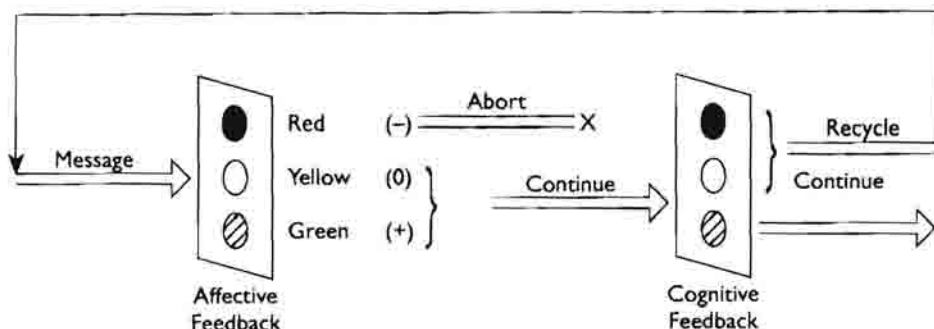 Message
Red (–) Abort X
Yellow (0)
Green (+)
Continue
Recycle
Continue
Affective
Feedback
Cognitive
Feedback